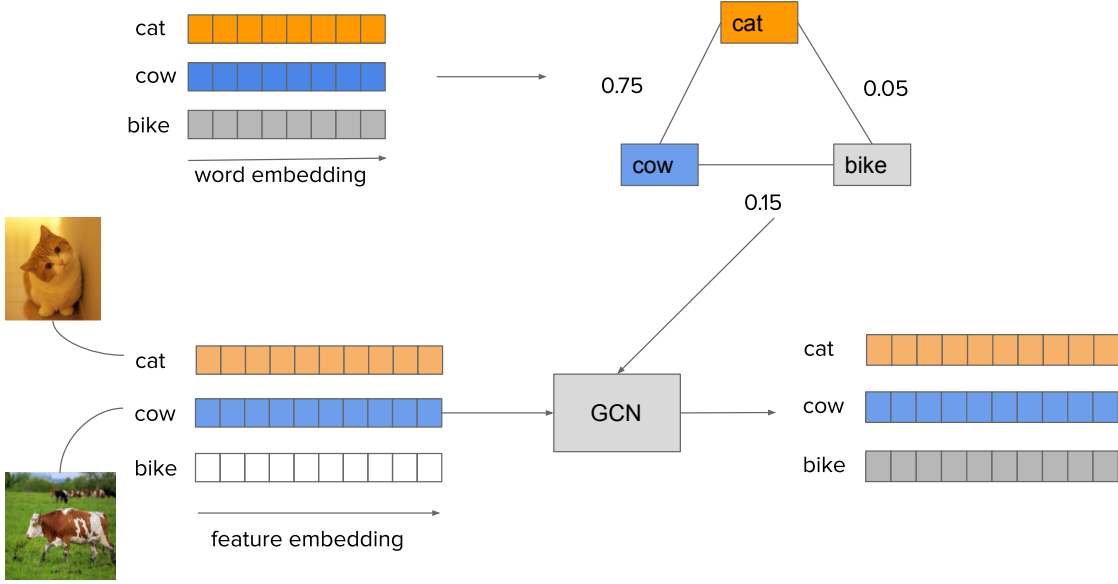 cat
cow
bike
word embedding
cat
0.75
0.05
cow
bike
0.15
cat
cow
bike
feature embedding
GCN
cat
cow
bike